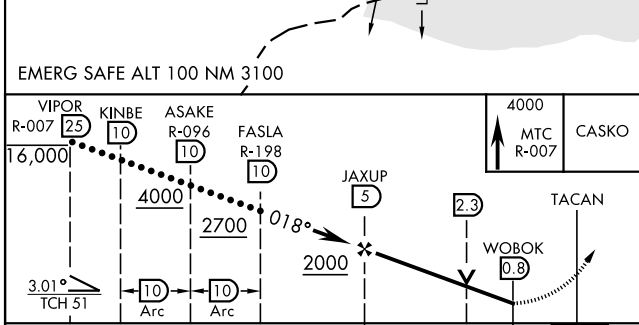 EMERG SAFE ALT 100 NM 3100
VIPOR
R-007 25
16,000
KINBE
10
ASAKE
R-096
10
FASLA
R-198
10
4000
2700
018°
JAXUP
5
2000
2.3
WOBOK
0.8
TACAN
4000
MTC
R-007
CASKO
3.01°
TCH 51
10
Arc
10
Arc